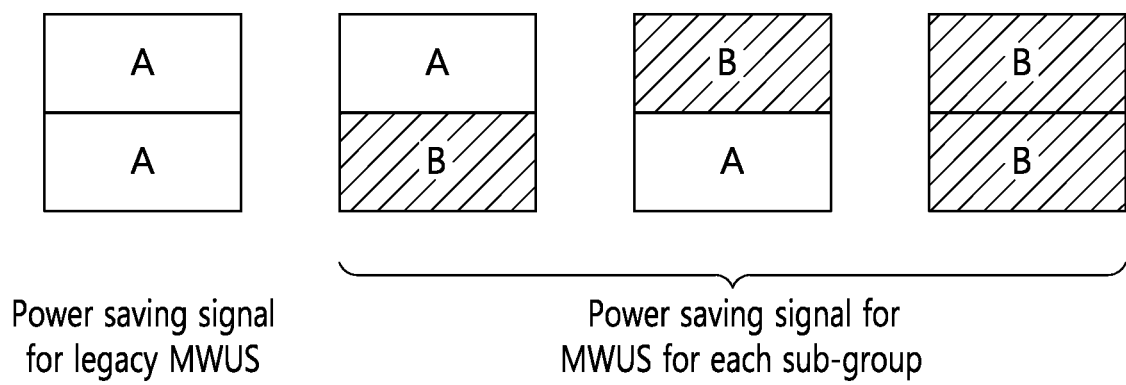 A A B B
A B A B
Power saving signal
for legacy MWUS
Power saving signal for
MWUS for each sub-group